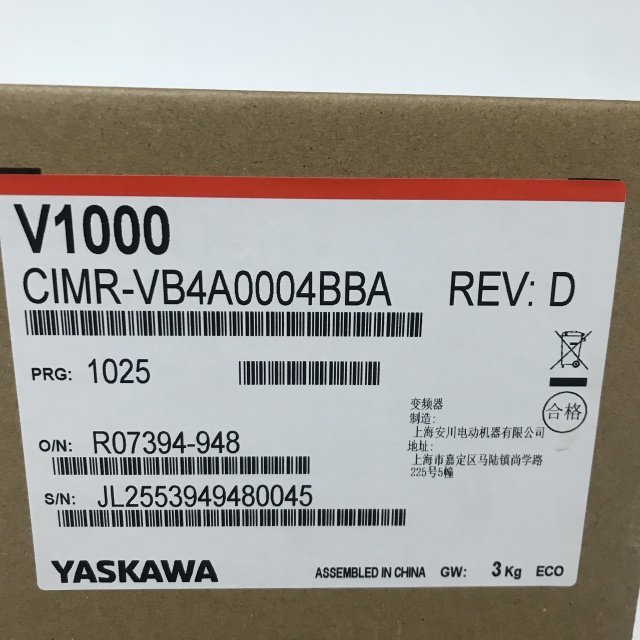 V1000
CIMR-VB4A0004BBA REV: D
PRG: 1025
变频器
制造:
上海安川电动机器有限公司
地址:
上海市嘉定区马陆镇尚学路
225号5幢
合格
O/N: R07394-948
S/N: JL2553949480045
YASKAWA ASSEMBLED IN CHINA GW: 3 Kg ECO